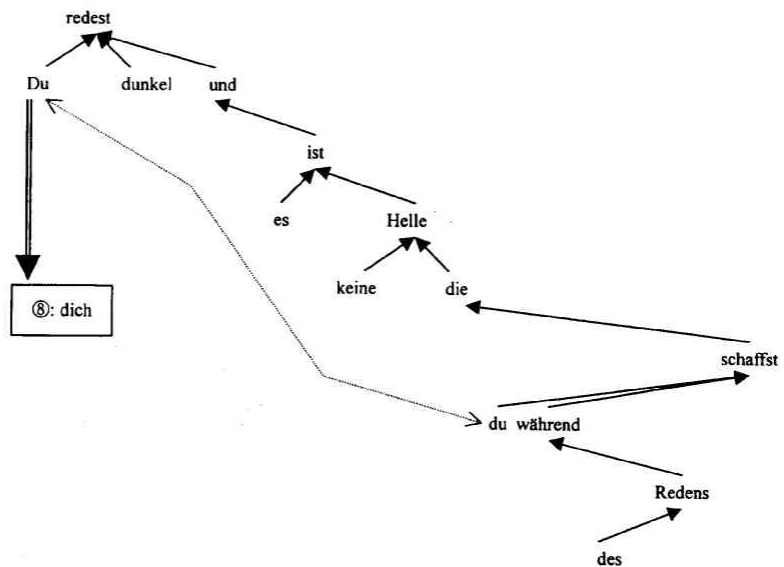 redest
Du dunkel und
ist
es Helle
keine die
⑧: dich
schaffst
du während
Redens
des